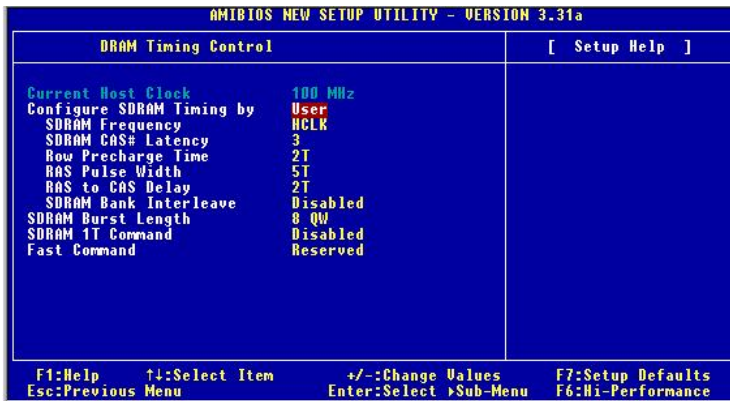 AMIBIOS NEW SETUP UTILITY - VERSION 3.31a
DRAM Timing Control
[ Setup Help ]
Current Host Clock 100 MHz
Configure SDRAM Timing by User
SDRAM Frequency HCLK
SDRAM CAS# Latency 3
Row Precharge Time 2T
RAS Pulse Width 5T
RAS to CAS Delay 2T
SDRAM Bank Interleave Disabled
SDRAM Burst Length 8 QW
SDRAM 1T Command Disabled
Fast Command Reserved
F1:Help ↑↓:Select Item +/-:Change Values F7:Setup Defaults
Esc:Previous Menu Enter:Select ▸Sub-Menu F6:Hi-Performance